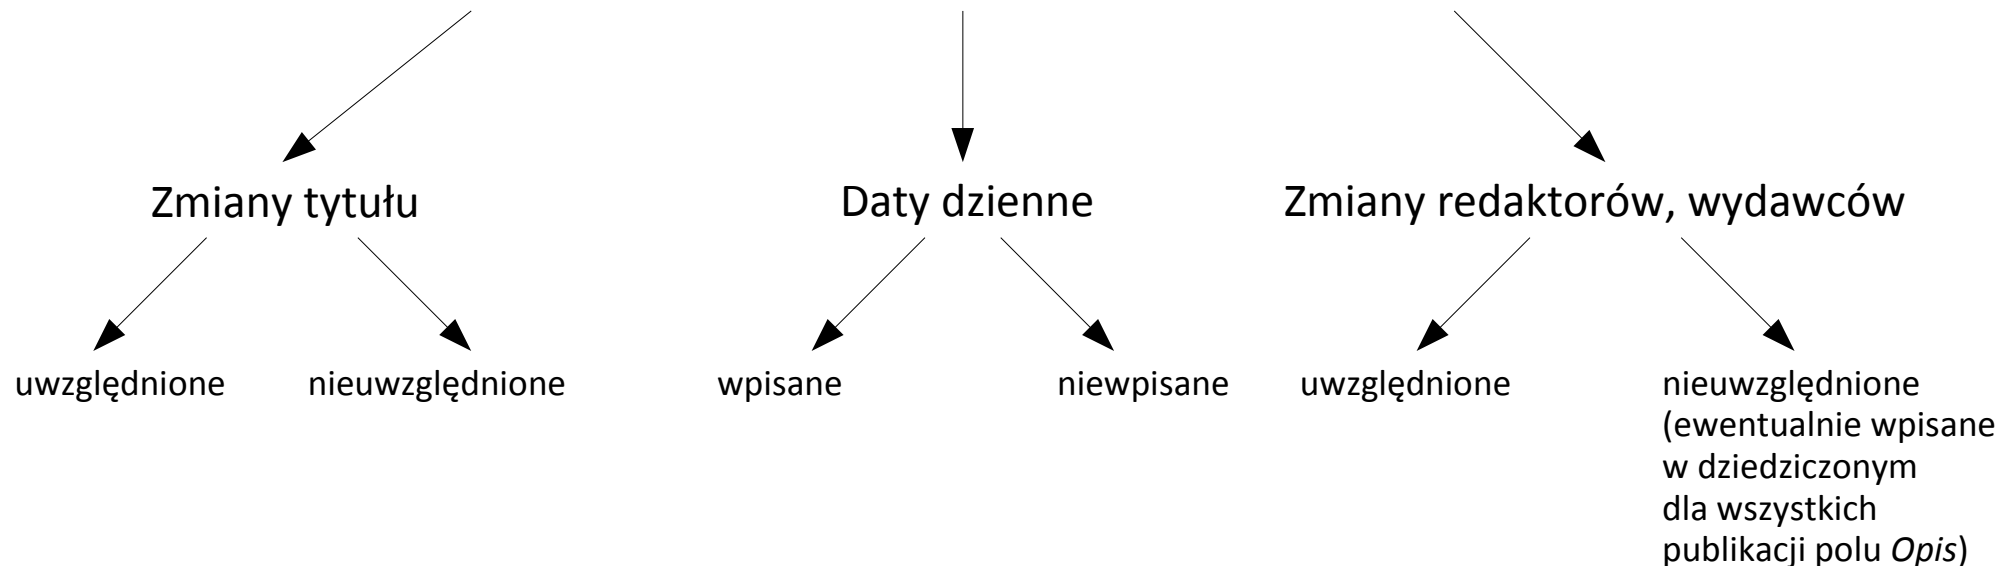 Zmiany tytułu
Daty dzienne
Zmiany redaktorów, wydawców
uwzględnione
nieuwzględnione
wpisane
niewpisane
uwzględnione
nieuwzględnione
(ewentualnie wpisane
w dziedziczonym
dla wszystkich
publikacji polu Opis)